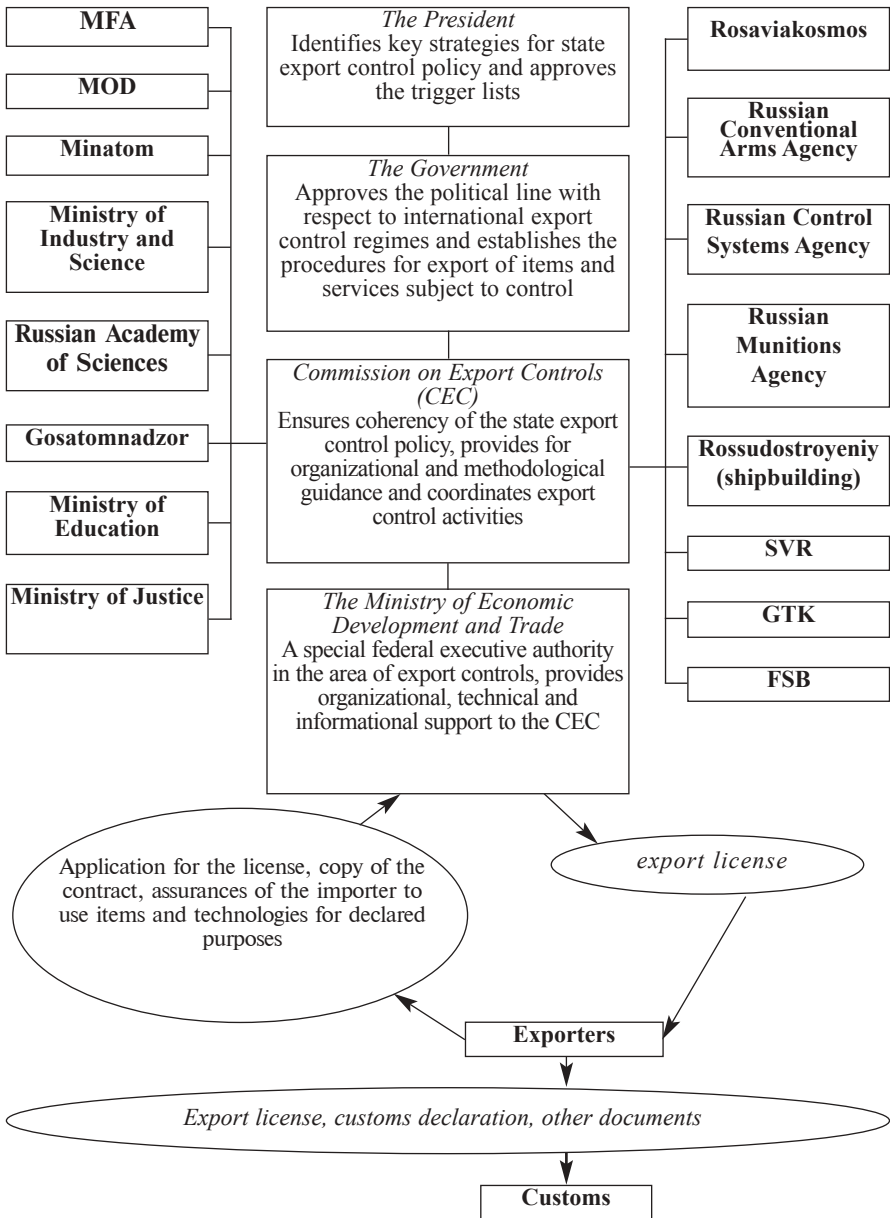 MFA
MOD
Minatom
Ministry of
Industry and
Science
Russian Academy
of Sciences
Gosatomnadzor
Ministry of
Education
Ministry of Justice
The President
Identifies key strategies for state
export control policy and approves
the trigger lists
The Government
Approves the political line with
respect to international export
control regimes and establishes the
procedures for export of items and
services subject to control
Commission on Export Controls
(CEC)
Ensures coherency of the state export
control policy, provides for
organizational and methodological
guidance and coordinates export
control activities
The Ministry of Economic
Development and Trade
A special federal executive authority
in the area of export controls, provides
organizational, technical and
informational support to the CEC
Rosaviakosmos
Russian
Conventional
Arms Agency
Russian Control
Systems Agency
Russian
Munitions
Agency
Rossudostroyeniy
(shipbuilding)
SVR
GTK
FSB
Application for the license, copy of the
contract, assurances of the importer to
use items and technologies for declared
purposes
export license
Exporters
Export license, customs declaration, other documents
Customs